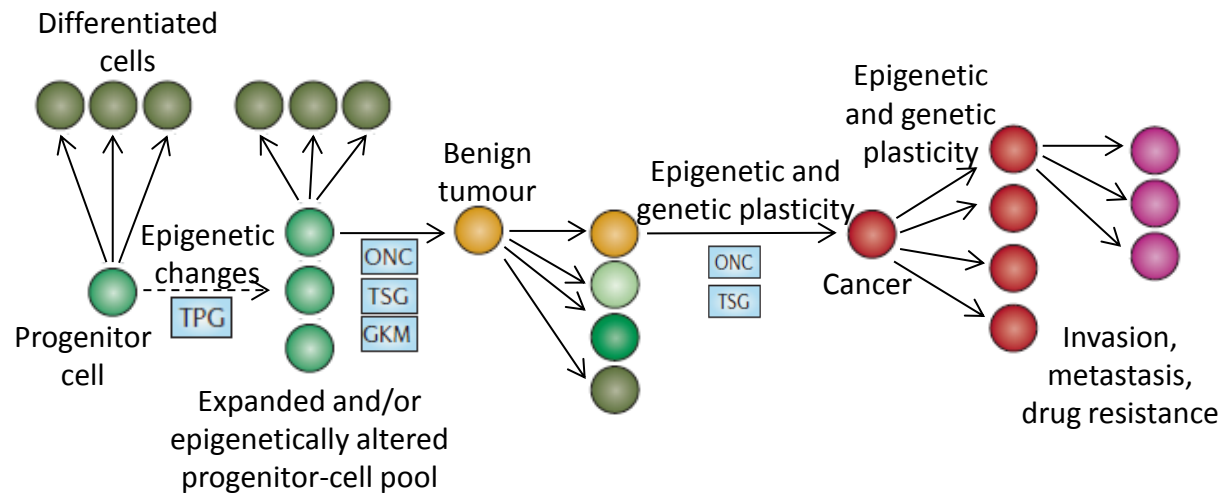 Differentiated
cells
Progenitor
cell
Epigenetic
changes
TPG
Expanded and/or
epigenetically altered
progenitor-cell pool
ONC
TSG
GKM
Benign
tumour
Epigenetic and
genetic plasticity
ONC
TSG
Cancer
Epigenetic
and genetic
plasticity
Invasion,
metastasis,
drug resistance